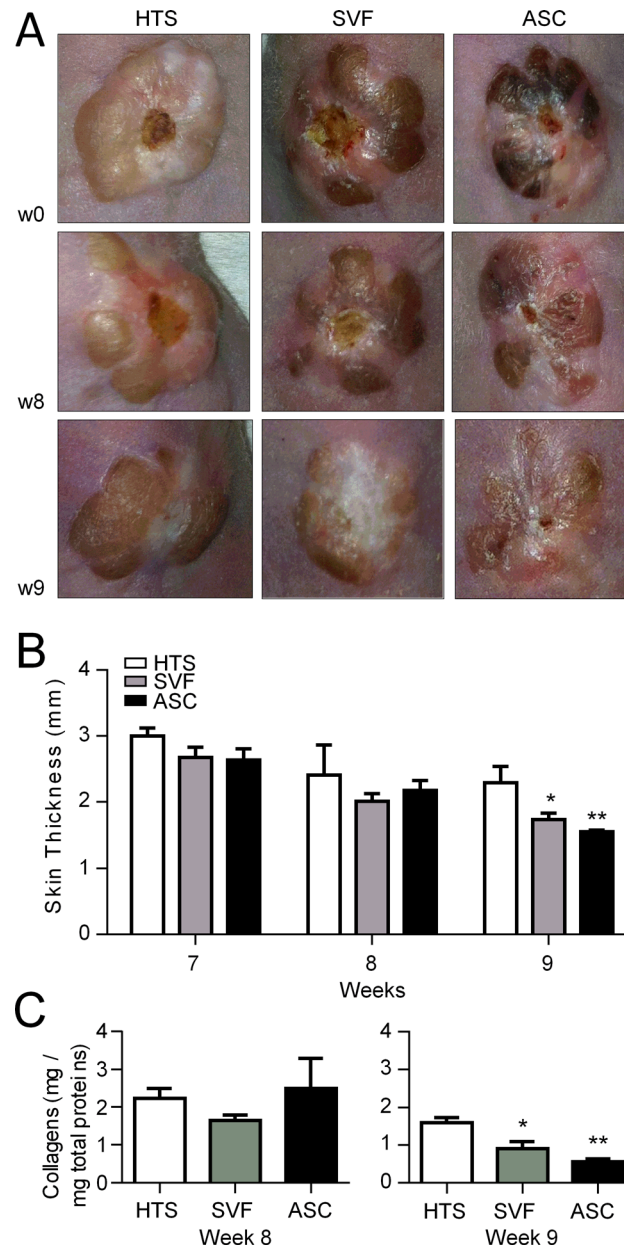 A
HTS SVF ASC
w0
w8
w9
B
HTS
SVF
ASC
Skin Thickness (mm)
4
3
2
1
0
*
**
7 8 9
Weeks
C
Collagens (mg /
mg total proteins)
4
3
2
1
HTS SVF ASC
Week 8
4
3
2
1
0
*
**
HTS SVF ASC
Week 9